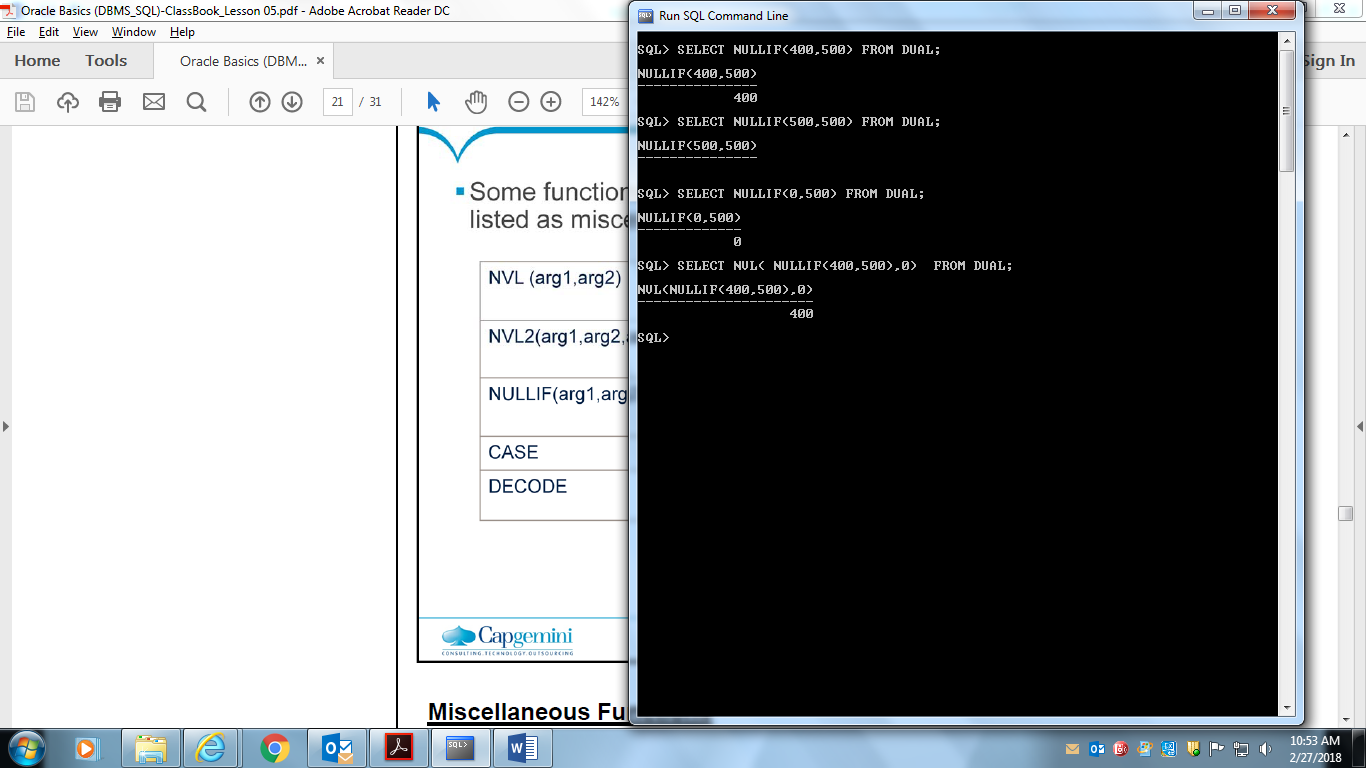 Oracle Basics (DBMS_SQL)-ClassBook_Lesson 05.pdf - Adobe Acrobat Reader DC
File Edit View Window Help
Home Tools Oracle Basics (DBM... ×
Sign In
21 / 31 142%
Some function
listed as misce
NVL (arg1,arg2)
NVL2(arg1,arg2,
NULLIF(arg1,arg
CASE
DECODE
Capgemini
CONSULTING.TECHNOLOGY.OUTSOURCING
Miscellaneous Fu
Run SQL Command Line
SQL> SELECT NULLIF(400,500) FROM DUAL;
NULLIF(400,500)
---------------
400
SQL> SELECT NULLIF(500,500) FROM DUAL;
NULLIF(500,500)
---------------
SQL> SELECT NULLIF(0,500) FROM DUAL;
NULLIF(0,500)
-------------
0
SQL> SELECT NVL( NULLIF(400,500),0)  FROM DUAL;
NVL(NULLIF(400,500),0)
----------------------
400
SQL>
SQL>
10:53 AM
2/27/2018